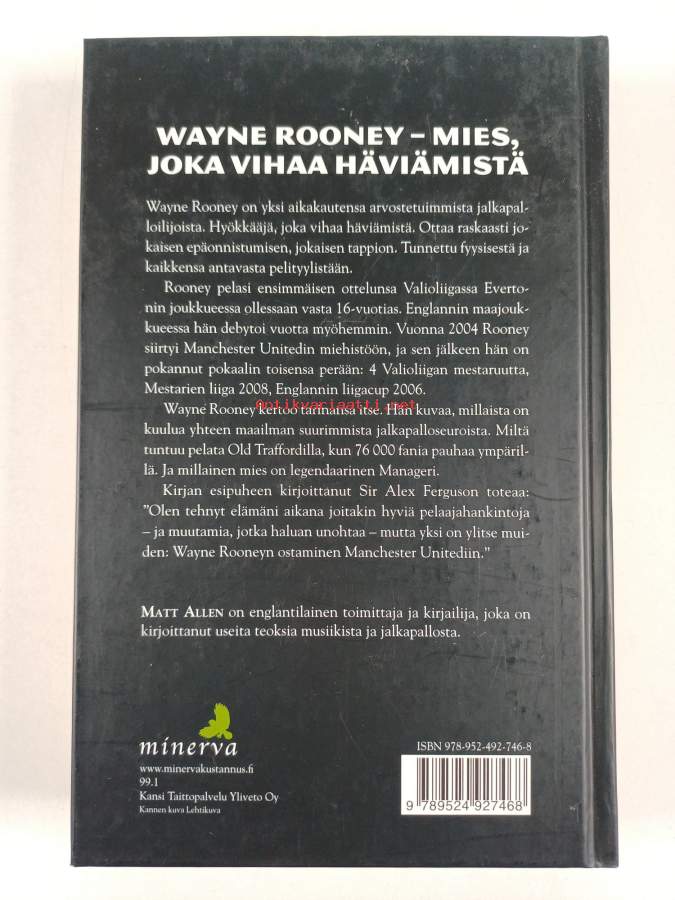 WAYNE ROONEY – MIES,
JOKA VIHAA HÄVIÄMISTÄ
Wayne Rooney on yksi aikakautensa arvostetuimmista jalkapal-
loilijoista. Hyökkääjä, joka vihaa häviämistä. Ottaa raskaasti jo-
kaisen epäonnistumisen, jokaisen tappion. Tunnettu fyysisestä ja
kaikkensa antavasta pelityylistään.
Rooney pelasi ensimmäisen ottelunsa Valioliigassa Everto-
nin joukkueessa ollessaan vasta 16-vuotias. Englannin maajouk-
kueessa hän debytoi vuotta myöhemmin. Vuonna 2004 Rooney
siirtyi Manchester Unitedin miehistöön, ja sen jälkeen hän on
pokannut pokaalin toisensa perään: 4 Valioliigan mestaruutta,
Mestarien liiga 2008, Englannin liigacup 2006.
antikvariaatti.net
Wayne Rooney kertoo tarinansa itse. Hän kuvaa, millaista on
kuulua yhteen maailman suurimmista jalkapalloseuroista. Miltä
tuntuu pelata Old Traffordilla, kun 76 000 fania pauhaa ympäril-
lä. Ja millainen mies on legendaarinen Manageri.
Kirjan esipuheen kirjoittanut Sir Alex Ferguson toteaa:
”Olen tehnyt elämäni aikana joitakin hyviä pelaajahankintoja
– ja muutamia, jotka haluan unohtaa – mutta yksi on ylitse mui-
den: Wayne Rooneyn ostaminen Manchester Unitediin.”
MATT ALLEN on englantilainen toimittaja ja kirjailija, joka on
kirjoittanut useita teoksia musiikista ja jalkapallosta.
minerva
www.minervakustannus.fi
99.1
Kansi Taittopalvelu Yliveto Oy
Kannen kuva Lehtikuva
ISBN 978-952-492-746-8
9 789524 927468